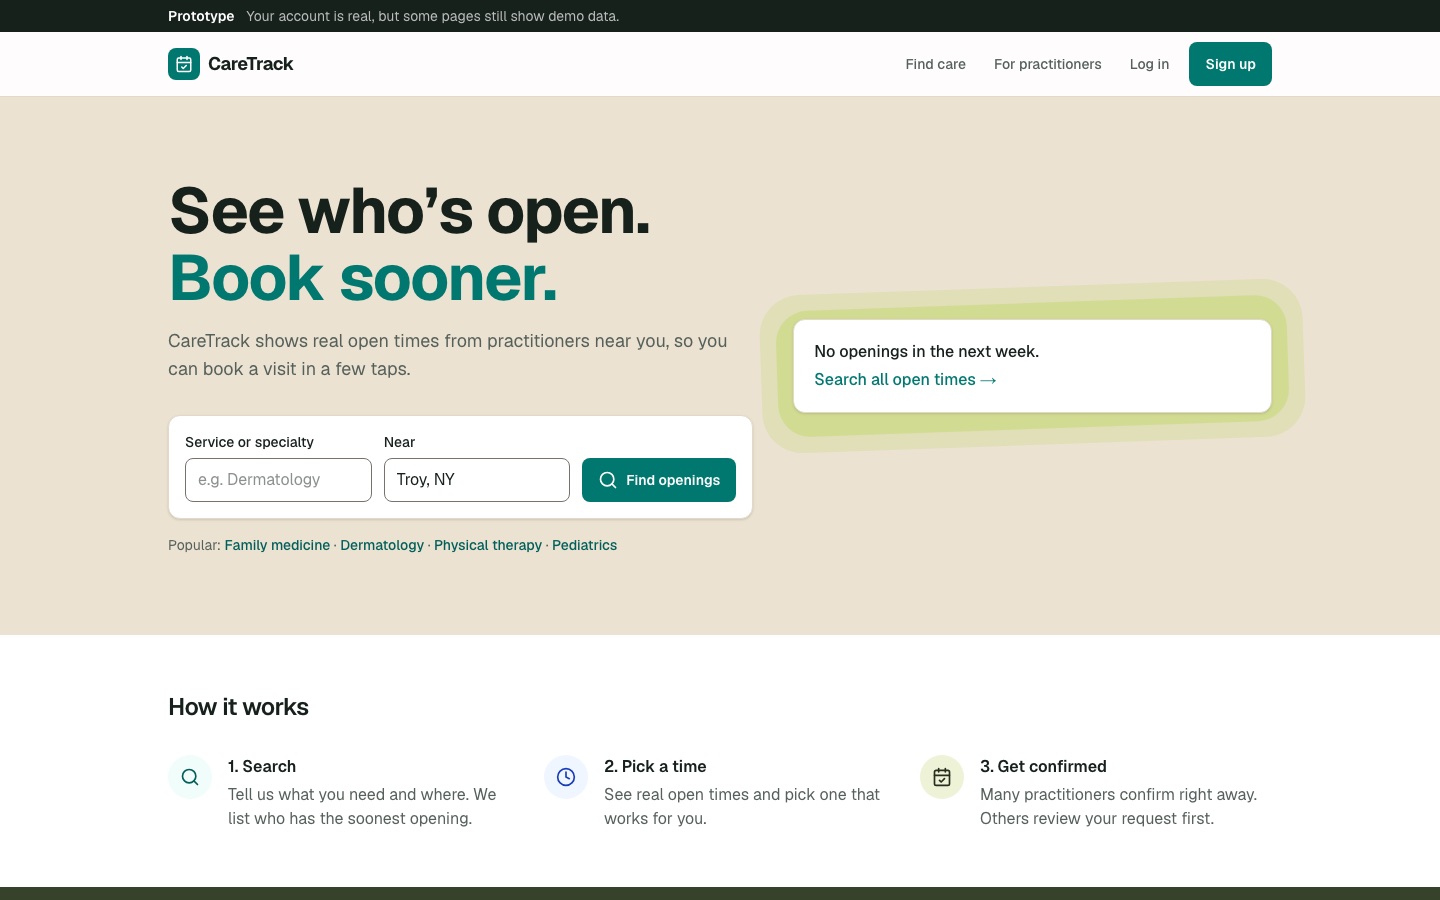 Prototype Your account is real, but some pages still show demo data.
CareTrack
Find care
For practitioners
Log in
Sign up
See who’s open.
Book sooner.
CareTrack shows real open times from practitioners near you, so you
can book a visit in a few taps.
Service or specialty
Near
e.g. Dermatology
Troy, NY
Find openings
Popular: Family medicine · Dermatology · Physical therapy · Pediatrics
No openings in the next week.
Search all open times →
How it works
1. Search
Tell us what you need and where. We
list who has the soonest opening.
2. Pick a time
See real open times and pick one that
works for you.
3. Get confirmed
Many practitioners confirm right away.
Others review your request first.